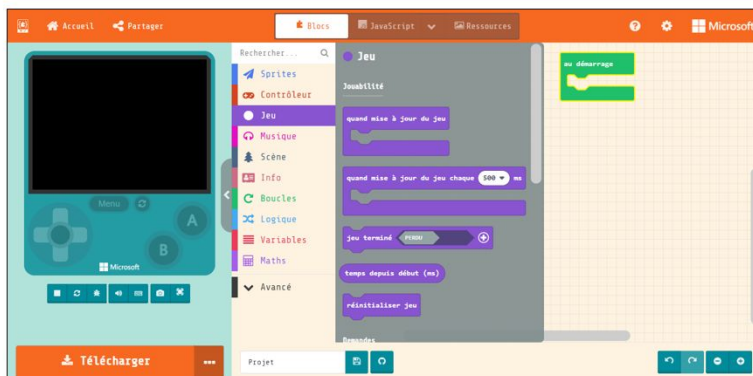 Accueil
Partager
Blocs
JavaScript
Ressources
Microsoft
Rechercher...
Sprites
Contrôleur
Jeu
Musique
Scène
Info
Boucles
Logique
Variables
Maths
Avancé
Jeu
Jouabilité
quand mise à jour du jeu
quand mise à jour du jeu chaque 500 ms
jeu terminé PERDU
temps depuis début (ms)
réinitialiser jeu
Demandes
au démarrage
Menu
A
B
Microsoft
Télécharger
Projet